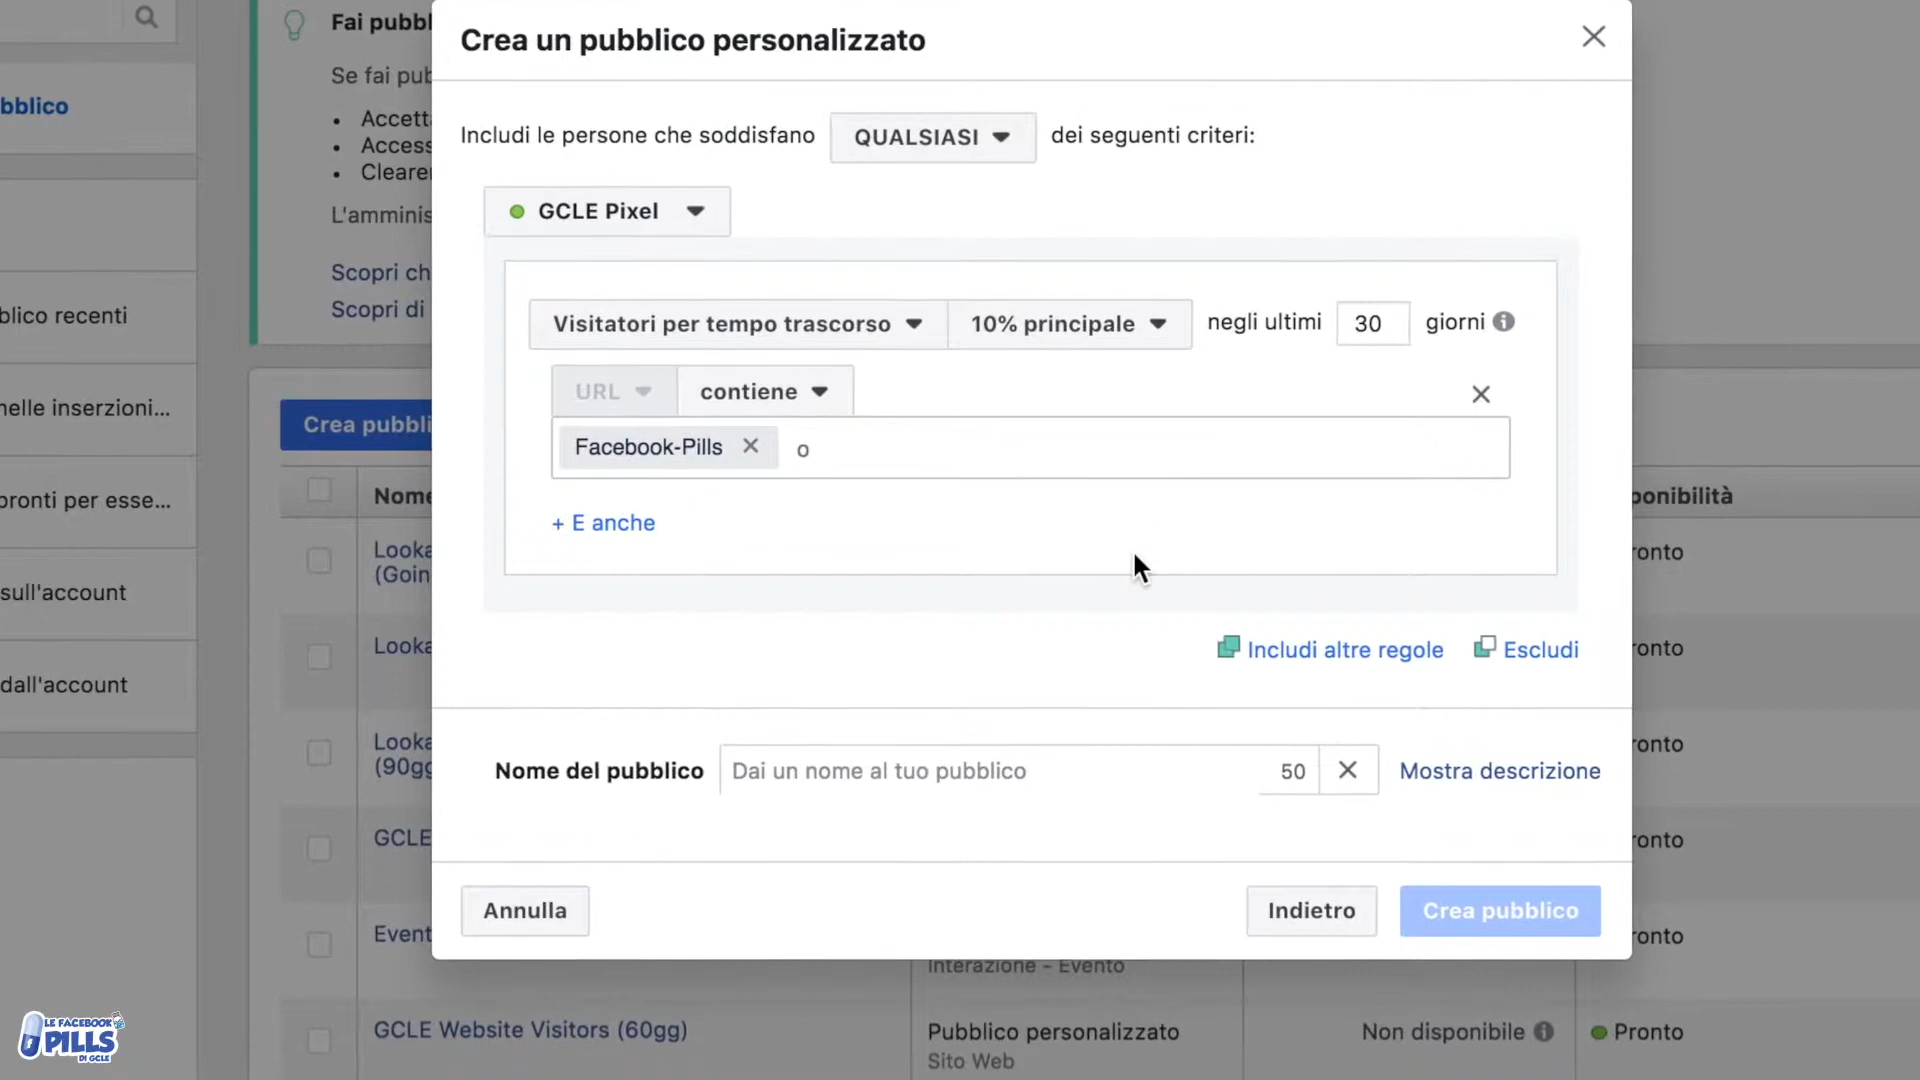 Fai pubbl
Se fai pub
bblico
Accett
Access
Clearer
L'amminis
Scopri ch
Scopri di
blico recenti
nelle inserzioni...
pronti per esse...
sull'account
dall'account
Crea pubbli
Nome
ponibilità
Looka
(Goin
ronto
Looka
ronto
Looka
(90gg
ronto
GCLE
ronto
Event
Interazione - Evento
ronto
GCLE Website Visitors (60gg)
Pubblico personalizzato
Sito Web
Non disponibile
Pronto
Crea un pubblico personalizzato
Includi le persone che soddisfano QUALSIASI dei seguenti criteri:
GCLE Pixel
Visitatori per tempo trascorso 10% principale negli ultimi 30 giorni
URL contiene
Facebook-Pills o
+ E anche
Includi altre regole Escludi
Nome del pubblico Dai un nome al tuo pubblico 50 Mostra descrizione
Annulla Indietro Crea pubblico
LE FACEBOOK
PILLS
DI GCLE